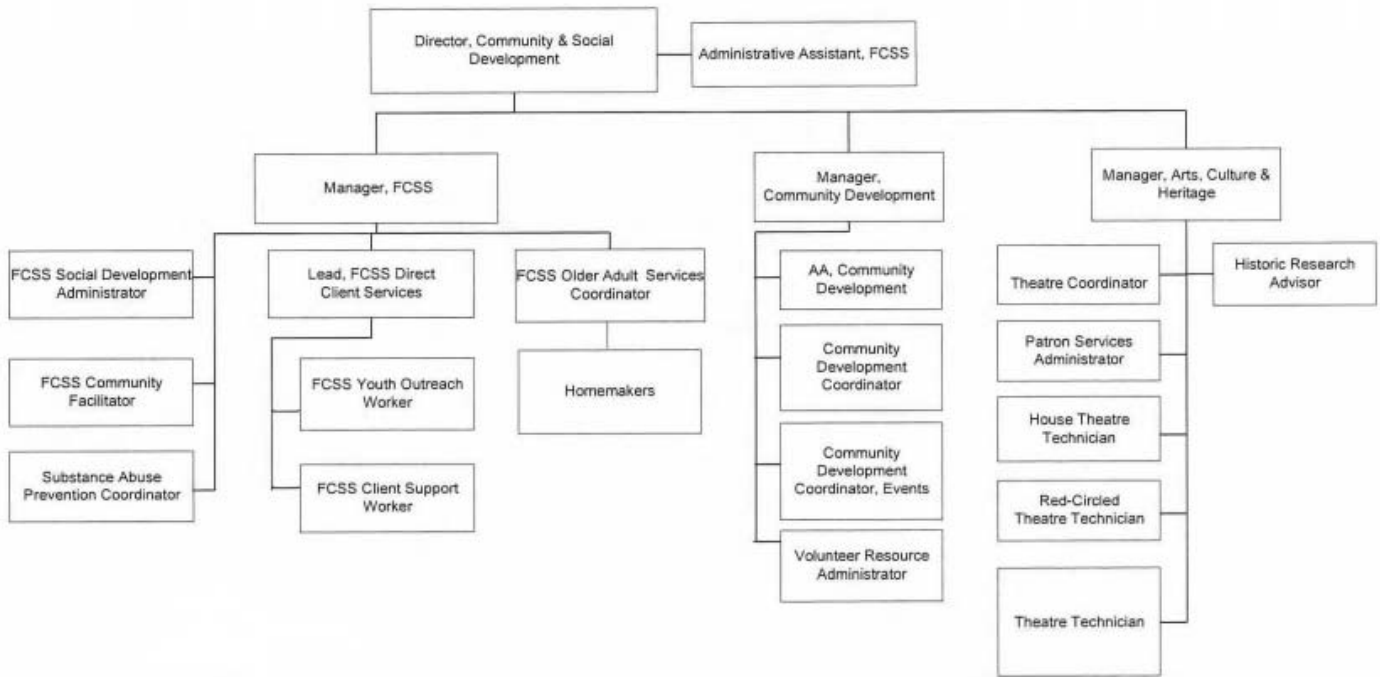 Director, Community & Social
Development
Administrative Assistant, FCSS
Manager, FCSS
Manager,
Community Development
Manager, Arts, Culture &
Heritage
FCSS Social Development
Administrator
Lead, FCSS Direct
Client Services
FCSS Older Adult Services
Coordinator
AA, Community
Development
Theatre Coordinator
Historic Research
Advisor
FCSS Community
Facilitator
FCSS Youth Outreach
Worker
Homemakers
Community
Development
Coordinator
Patron Services
Administrator
House Theatre
Technician
Substance Abuse
Prevention Coordinator
FCSS Client Support
Worker
Community
Development
Coordinator, Events
Red-Circled
Theatre Technician
Volunteer Resource
Administrator
Theatre Technician